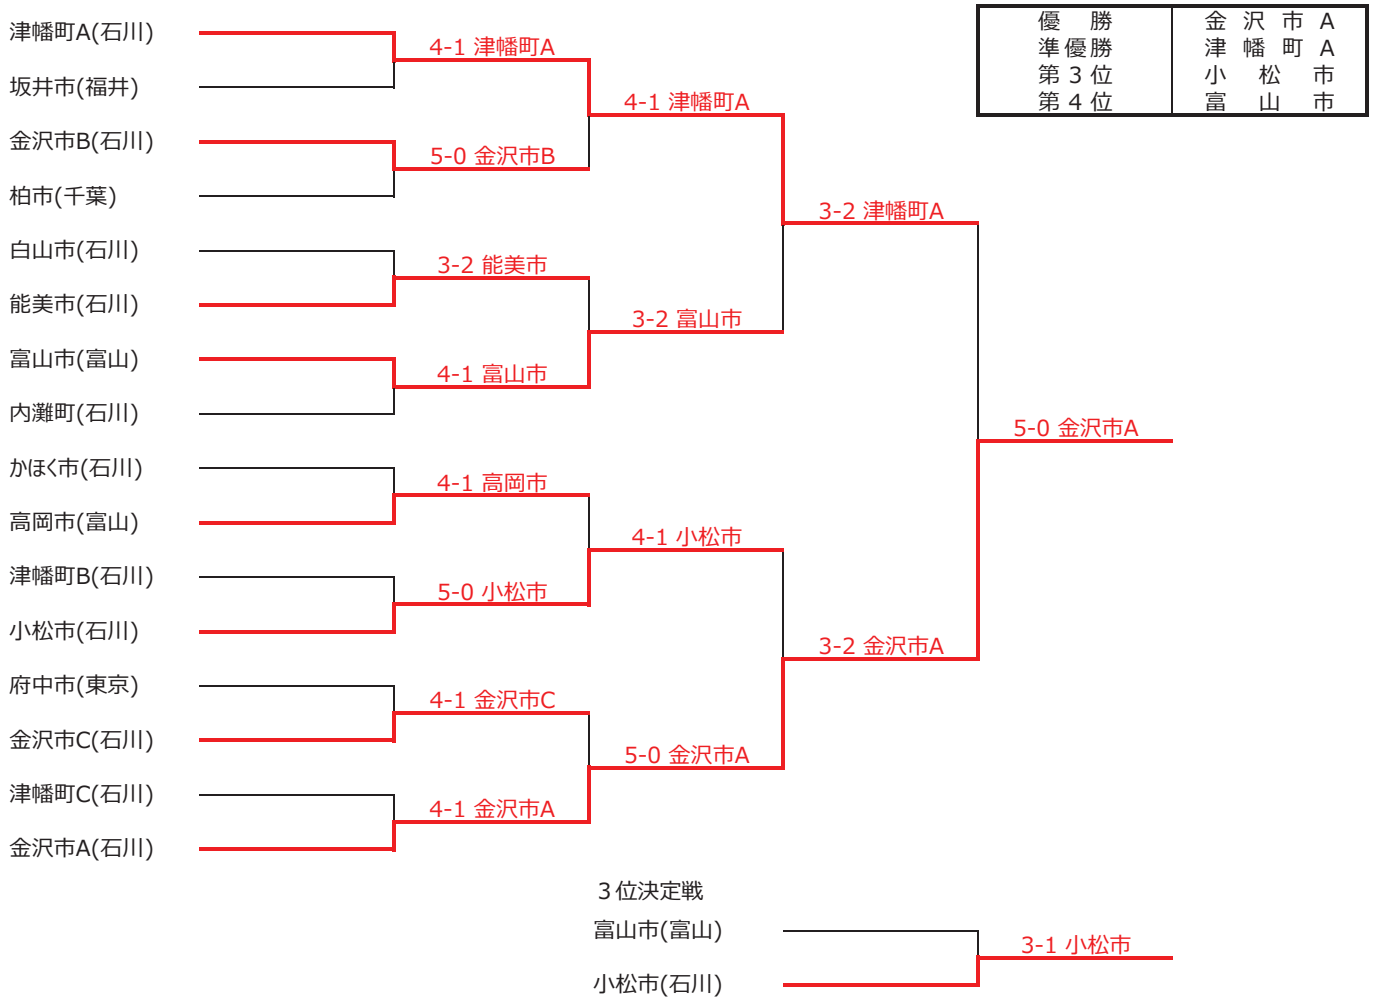 津幡町A(石川)
坂井市(福井)
金沢市B(石川)
柏市(千葉)
白山市(石川)
能美市(石川)
富山市(富山)
内灘町(石川)
かほく市(石川)
高岡市(富山)
津幡町B(石川)
小松市(石川)
府中市(東京)
金沢市C(石川)
津幡町C(石川)
金沢市A(石川)
4-1 津幡町A
5-0 金沢市B
3-2 能美市
4-1 富山市
4-1 高岡市
5-0 小松市
4-1 金沢市C
4-1 金沢市A
4-1 津幡町A
3-2 富山市
4-1 小松市
5-0 金沢市A
3-2 津幡町A
3-2 金沢市A
5-0 金沢市A
優勝 金沢市A
準優勝 津幡町A
第3位 小松市
第4位 富山市
3位決定戦
富山市(富山)
小松市(石川)
3-1 小松市